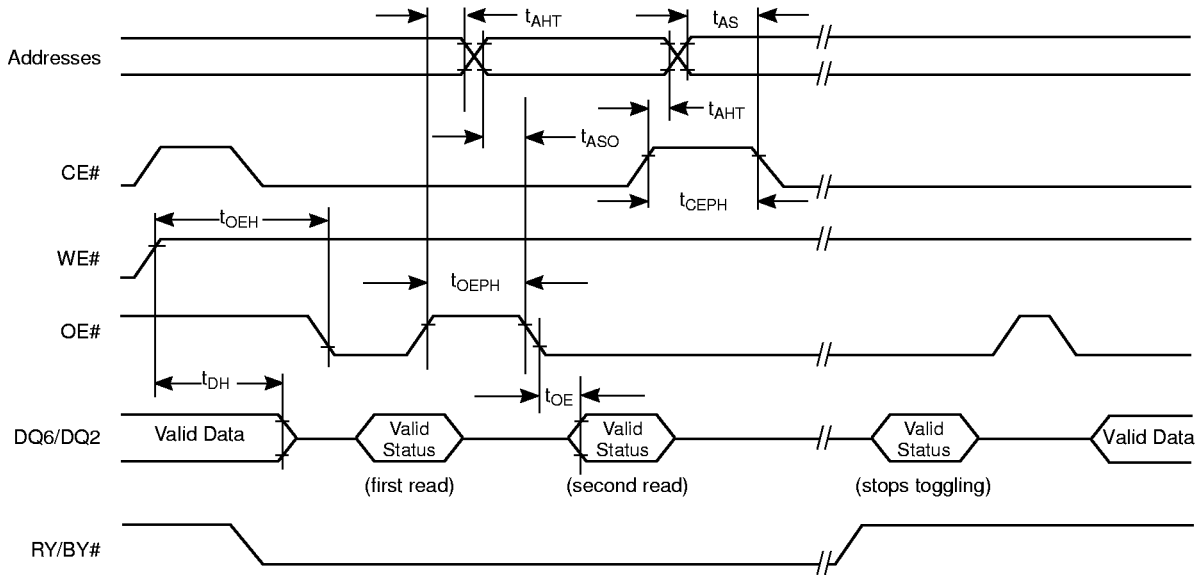 tAHT
tAS
Addresses
tAHT
tASO
CE#
tCEPH
tOEH
WE#
tOEPH
OE#
tDH
tOE
DQ6/DQ2
Valid Data
Valid
Status
Valid
Status
Valid
Status
Valid Data
(first read)
(second read)
(stops toggling)
RY/BY#